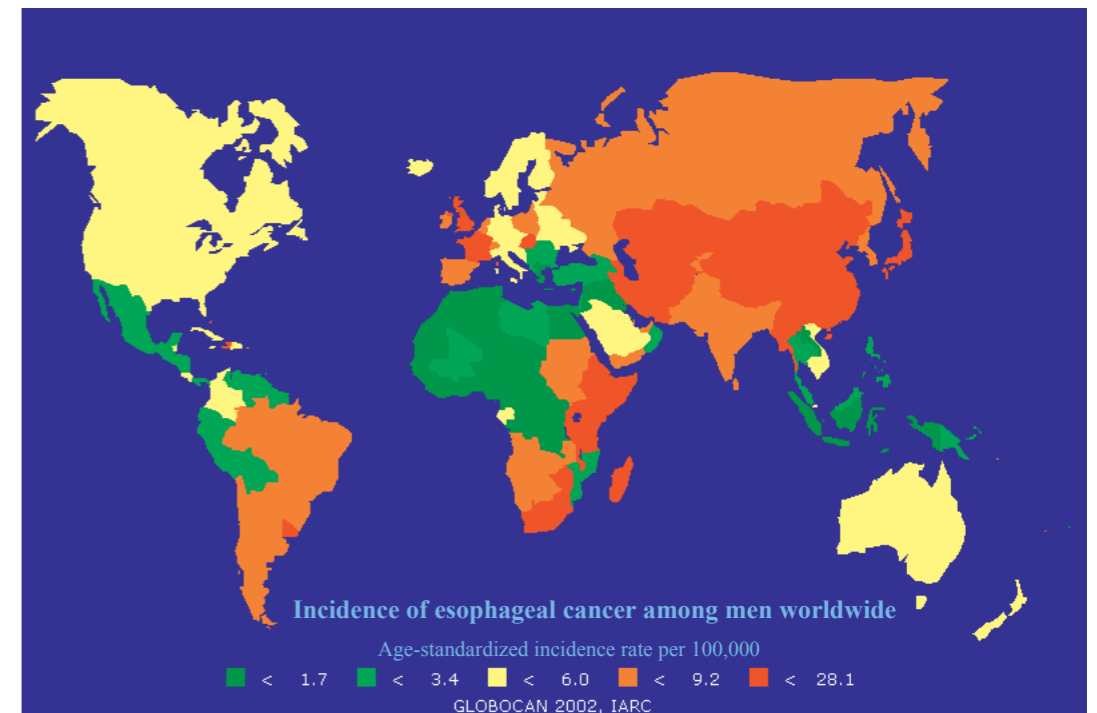 Incidence of esophageal cancer among men worldwide
Age-standardized incidence rate per 100,000
< 1.7 < 3.4 < 6.0 < 9.2 < 28.1
GLOBOCAN 2002, IARC